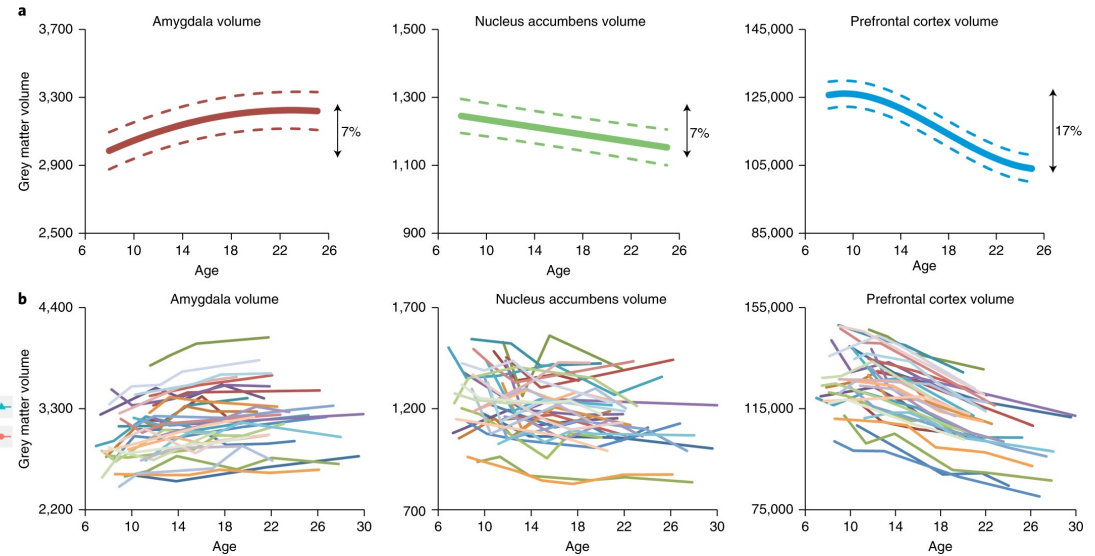 a
Amygdala volume
3,700
3,300
2,900
2,500
Grey matter volume
7%
6 10 14 18 22 26
Age
Nucleus accumbens volume
1,500
1,300
1,100
900
7%
6 10 14 18 22 26
Age
Prefrontal cortex volume
145,000
125,000
105,000
85,000
17%
6 10 14 18 22 26
Age
b
Amygdala volume
4,400
3,300
2,200
Grey matter volume
6 10 14 18 22 26 30
Age
Nucleus accumbens volume
1,700
1,200
700
6 10 14 18 22 26 30
Age
Prefrontal cortex volume
155,000
115,000
75,000
6 10 14 18 22 26 30
Age